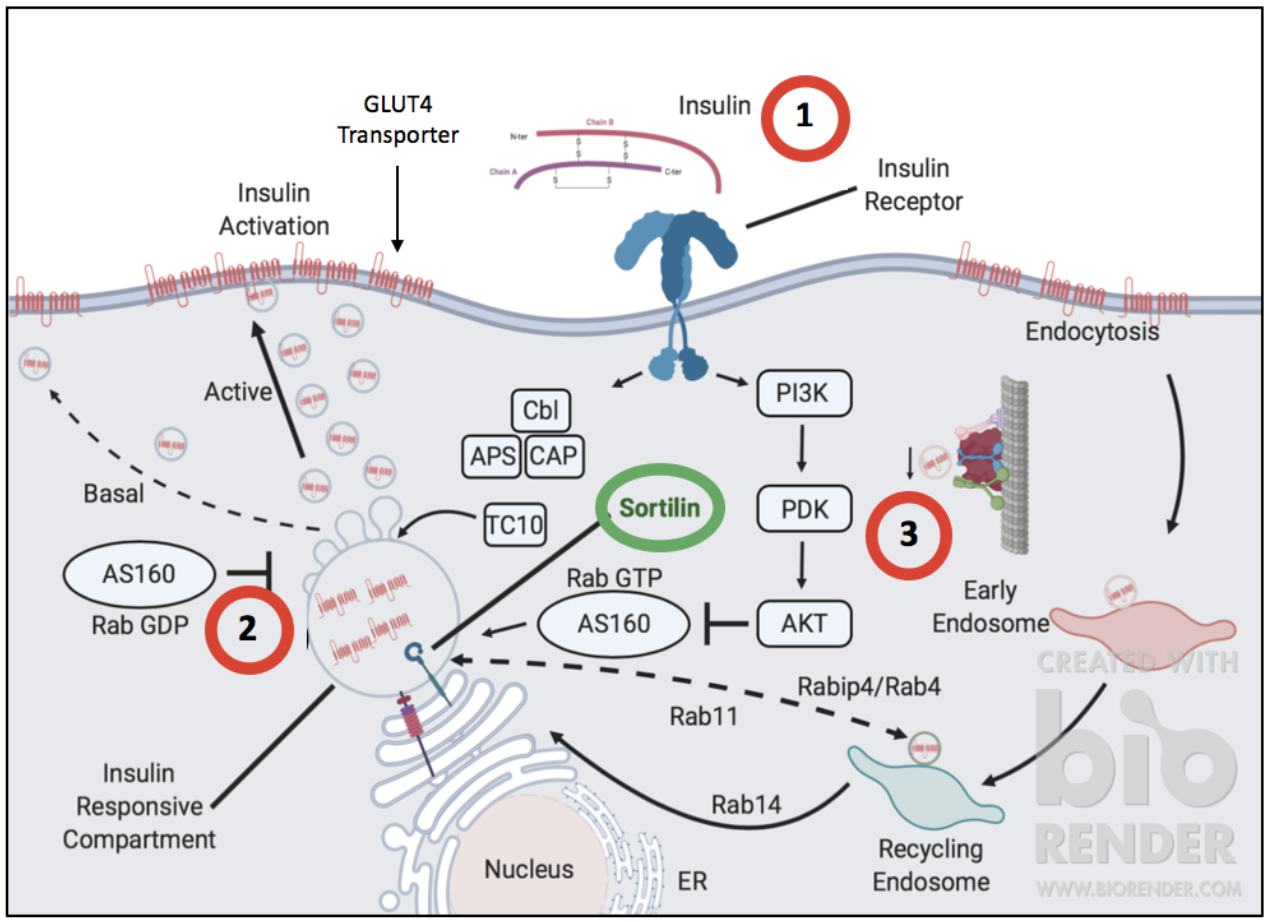 GLUT4
Transporter
Insulin
1
Chain B
N-ter
S
S
S
S
Chain A
C-ter
S
S
Insulin
Receptor
Insulin
Activation
Endocytosis
Active
Cbl
APS
CAP
PI3K
Basal
Sortilin
TC10
PDK
3
AS160
Rab GDP
2
Rab GTP
AS160
AKT
Early
Endosome
Rabip4/Rab4
Rab11
Insulin
Responsive
Compartment
Rab14
Recycling
Endosome
Nucleus
ER
CREATED WITH
bio
RENDER
WWW.BIORENDER.COM